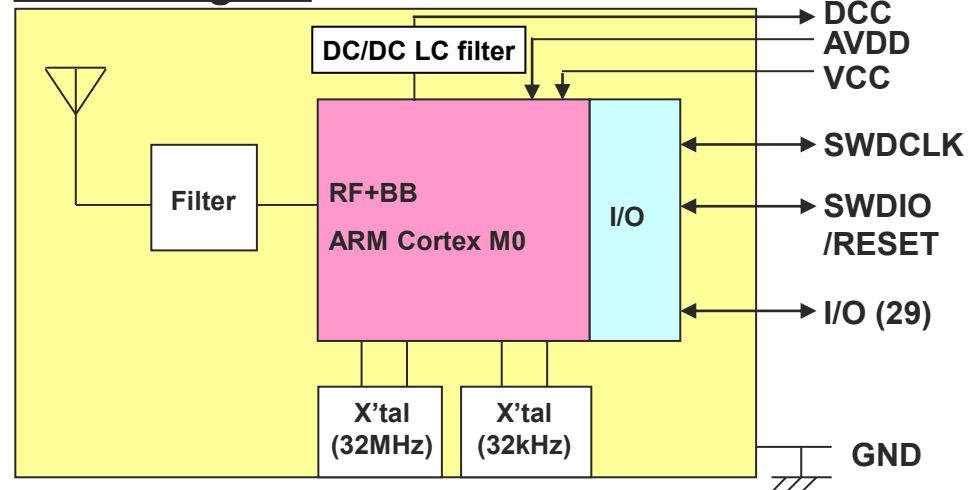 DCC
DC/DC LC filter
AVDD
VCC
SWDCLK
Filter
RF+BB
I/O
SWDIO
ARM Cortex M0
/RESET
I/O (29)
X'tal
(32MHz)
X'tal
(32kHz)
GND